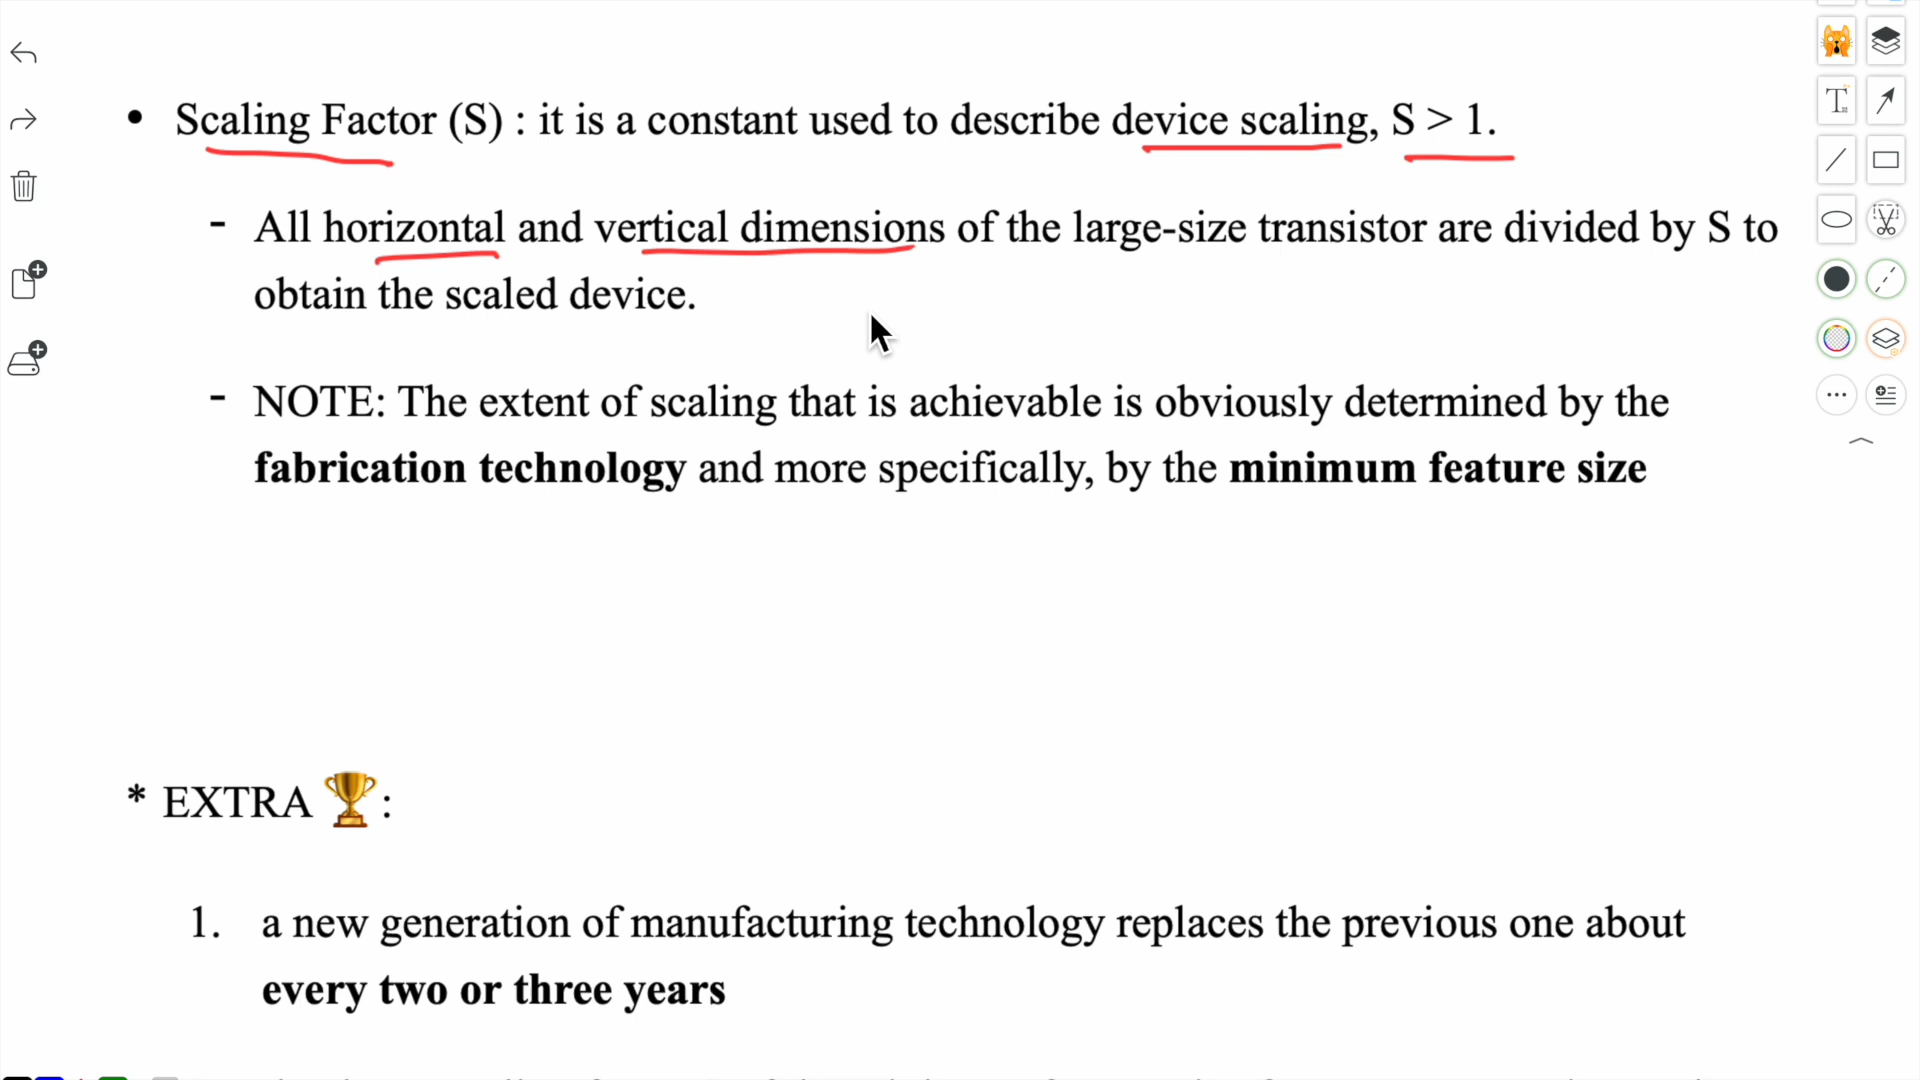 • Scaling Factor (S) : it is a constant used to describe device scaling, S > 1.
- All horizontal and vertical dimensions of the large-size transistor are divided by S to
obtain the scaled device.
- NOTE: The extent of scaling that is achievable is obviously determined by the
fabrication technology and more specifically, by the minimum feature size
* EXTRA 🏆:
1. a new generation of manufacturing technology replaces the previous one about
every two or three years